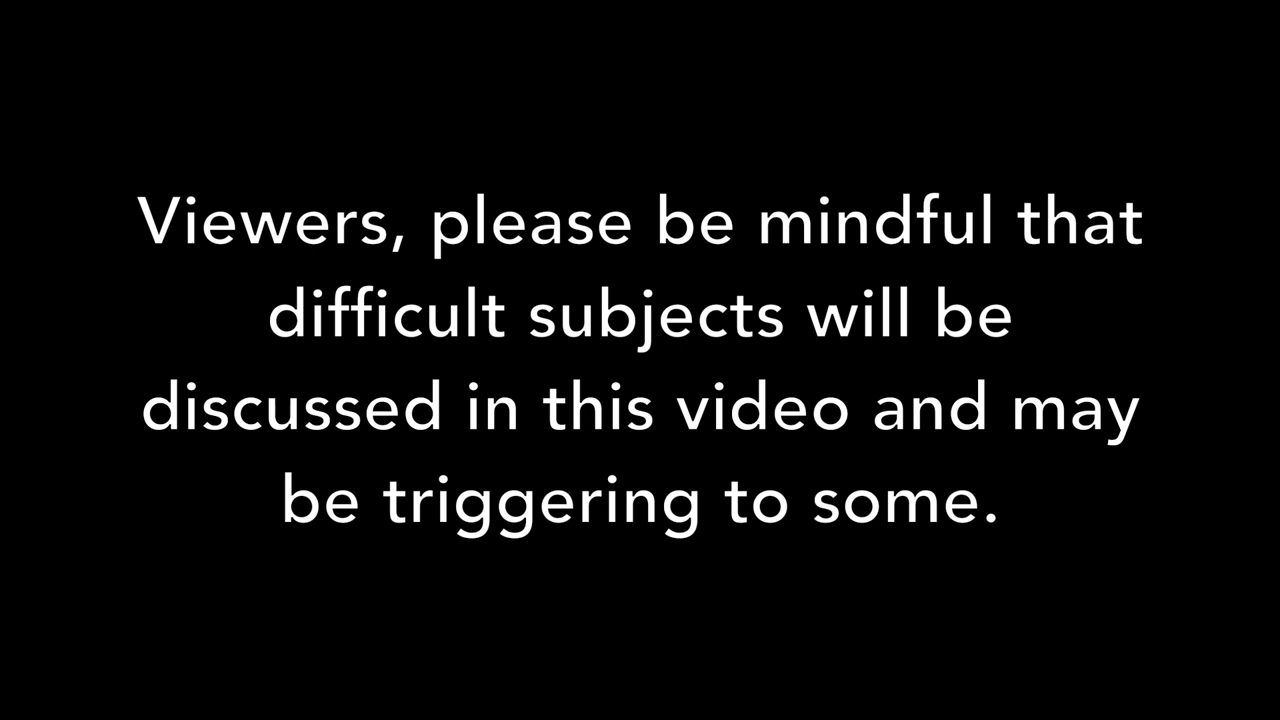 Viewers, please be mindful that
difficult subjects will be
discussed in this video and may
be triggering to some.